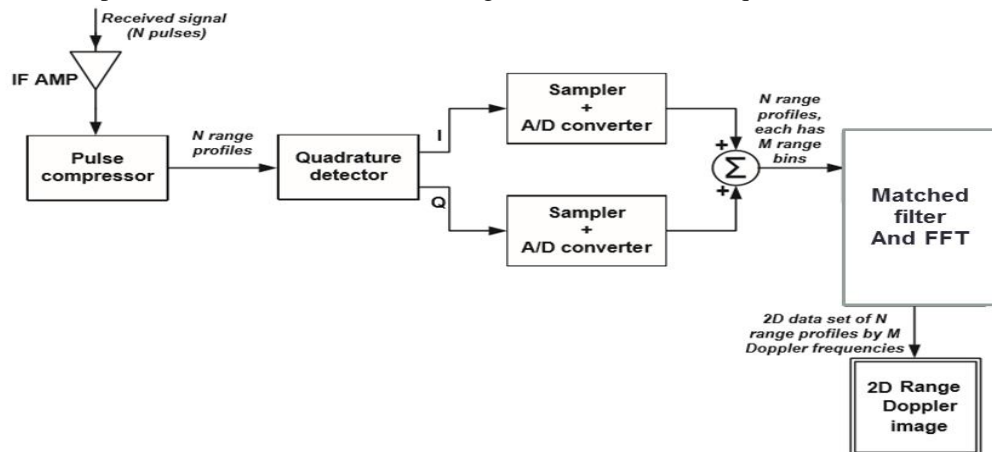 Received signal
(N pulses)
IF AMP
Pulse
compressor
N range
profiles
Quadrature
detector
I
Q
Sampler
+
A/D converter
Sampler
+
A/D converter
+
Σ
+
N range
profiles,
each has
M range
bins
Matched
filter
And FFT
2D data set of N
range profiles by M
Doppler frequencies
2D Range
Doppler
image